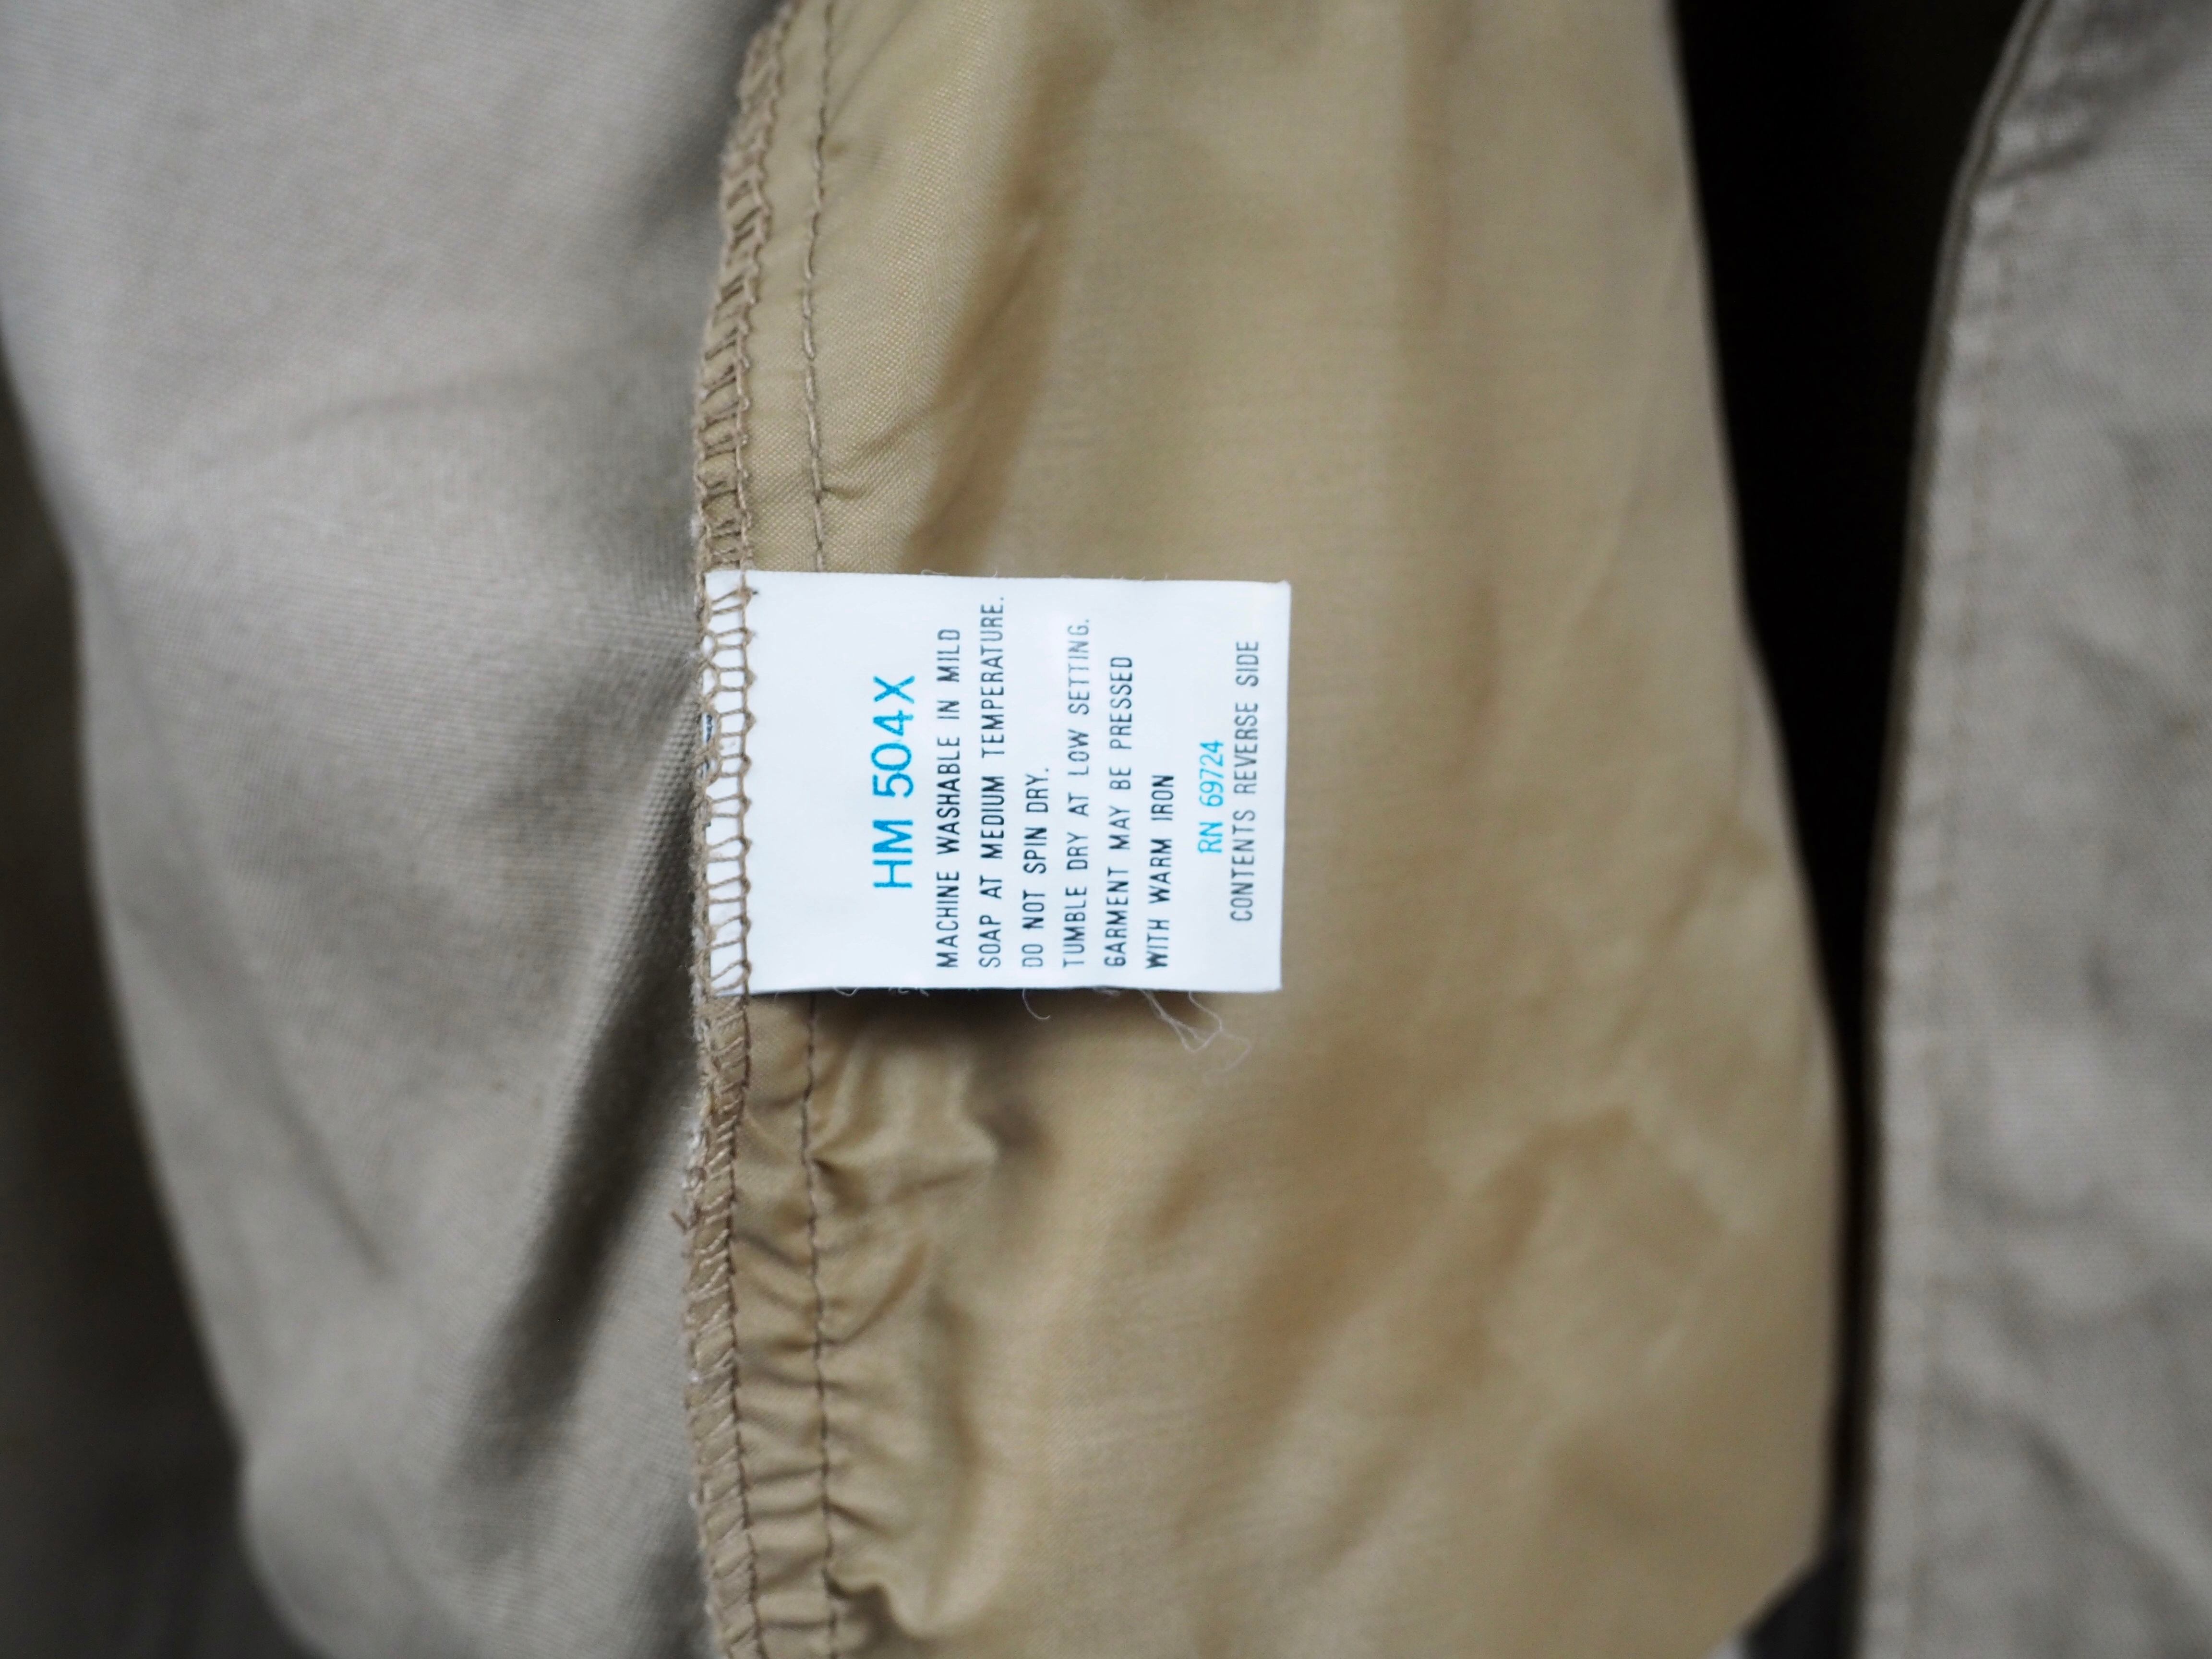 HM 504X
MACHINE WASHABLE IN MILD
SOAP AT MEDIUM TEMPERATURE.
DO NOT SPIN DRY.
TUMBLE DRY AT LOW SETTING.
GARMENT MAY BE PRESSED
WITH WARM IRON
RN 69724
CONTENTS REVERSE SIDE